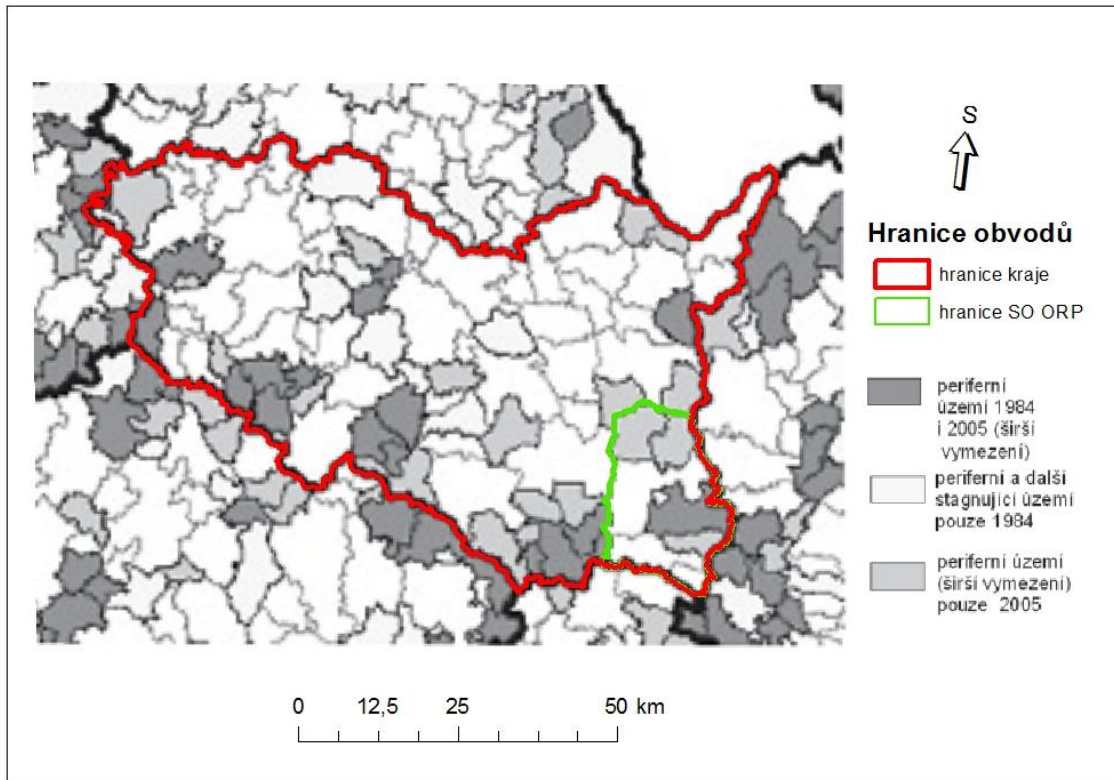 S
Hranice obvodů
hranice kraje
hranice SO ORP
periferní
území 1984
i 2005 (širší
vymezení)
periferní a další
stagnující území
pouze 1984
periferní území
(širší vymezení)
pouze 2005
0 12,5 25 50 km